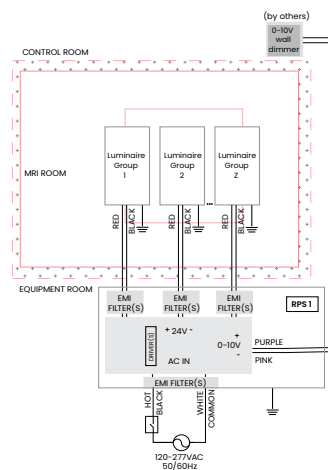 (by others)
0-10V
wall
dimmer
CONTROL ROOM
MRI ROOM
Luminaire
Group
1
Luminaire
Group
2
...
Luminaire
Group
Z
RED
BLACK
RED
BLACK
RED
BLACK
EQUIPMENT ROOM
EMI
FILTER(S)
EMI
FILTER(S)
EMI
FILTER(S)
RPS 1
DRIVER(S)
+ 24V -
+
0-10V
-
AC IN
PURPLE
PINK
EMI FILTER(S)
HOT
BLACK
WHITE
COMMON
120-277VAC
50/60Hz